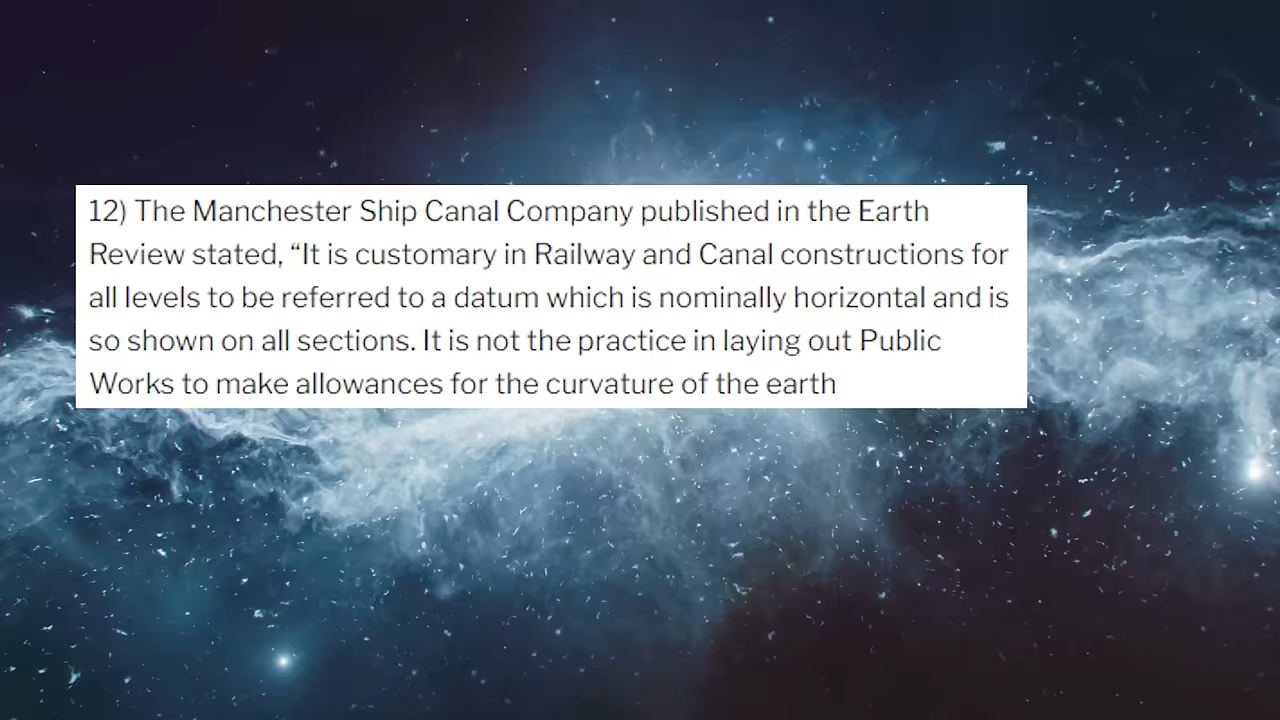 12) The Manchester Ship Canal Company published in the Earth
Review stated, “It is customary in Railway and Canal constructions for
all levels to be referred to a datum which is nominally horizontal and is
so shown on all sections. It is not the practice in laying out Public
Works to make allowances for the curvature of the earth